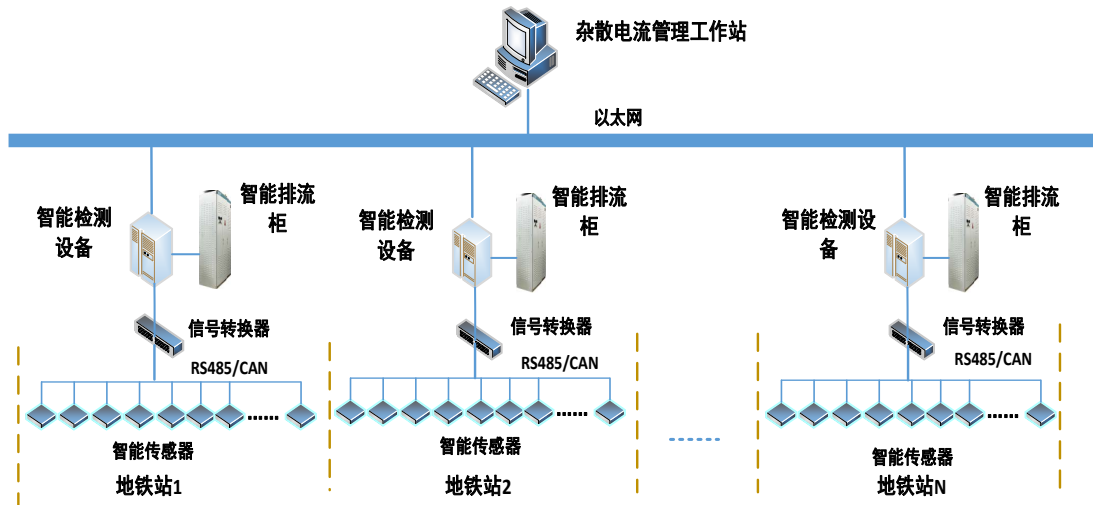 杂散电流管理工作站
以太网
智能检测
设备
智能排流
柜
信号转换器
RS485/CAN
......
智能传感器
地铁站1
智能检测
设备
智能排流
柜
信号转换器
RS485/CAN
......
智能传感器
地铁站2
智能检测设
备
智能排流
柜
信号转换器
RS485/CAN
......
智能传感器
地铁站N